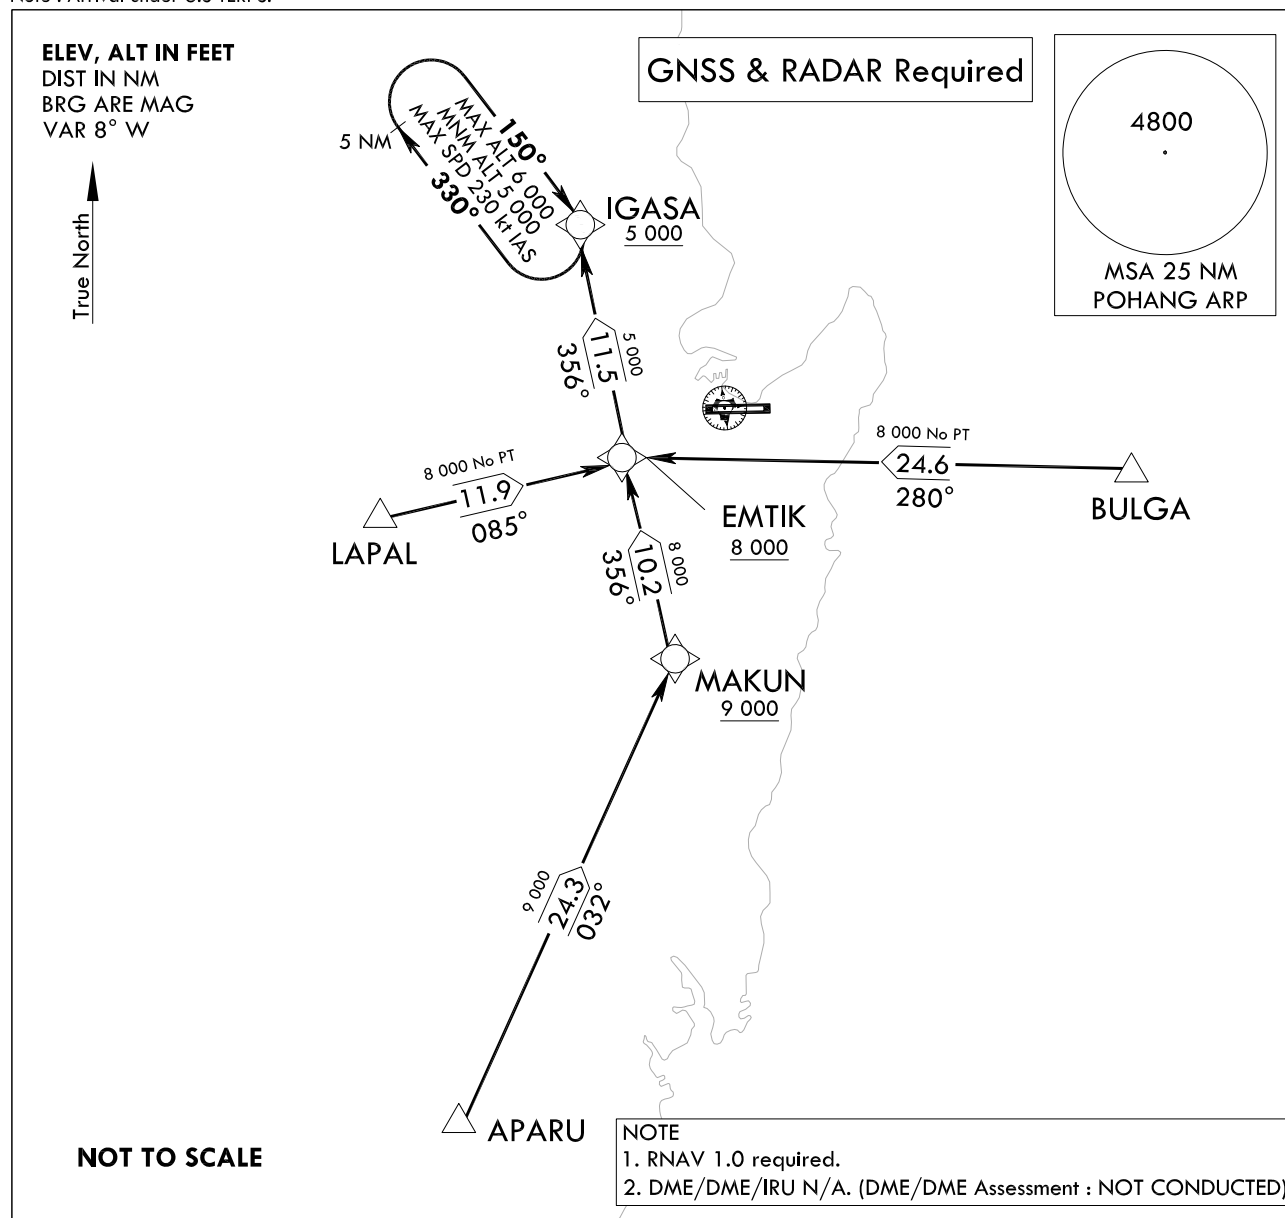 ELEV, ALT IN FEET
DIST IN NM
BRG ARE MAG
VAR 8° W
True North
GNSS & RADAR Required
4800
MSA 25 NM
POHANG ARP
5 NM
150°
MAX ALT 6 000
MNM ALT 5 000
MAX SPD 230 kt IAS
330°
IGASA
5 000
5 000
11.5
356°
8 000 No PT
11.9
085°
LAPAL
8 000 No PT
24.6
280°
BULGA
EMTIK
8 000
8 000
10.2
356°
MAKUN
9 000
9 000
24.3
032°
APARU
NOT TO SCALE
NOTE
1. RNAV 1.0 required.
2. DME/DME/IRU N/A. (DME/DME Assessment : NOT CONDUCTED)